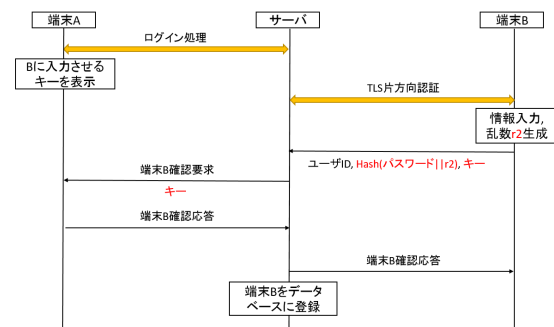 端末A
サーバ
端末B
ログイン処理
Bに入力させる
キーを表示
TLS片方向認証
情報入力,
乱数r2生成
ユーザID, Hash(パスワード||r2), キー
端末B確認要求
キー
端末B確認応答
端末B確認応答
端末Bをデータ
ベースに登録